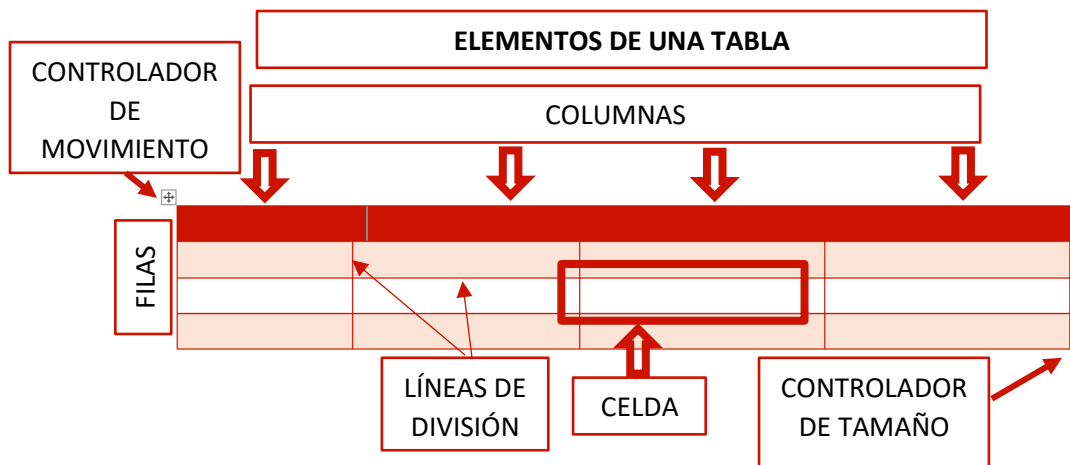 ELEMENTOS DE UNA TABLA
CONTROLADOR
DE
MOVIMIENTO
COLUMNAS
FILAS
LÍNEAS DE
DIVISIÓN
CELDA
CONTROLADOR
DE TAMAÑO